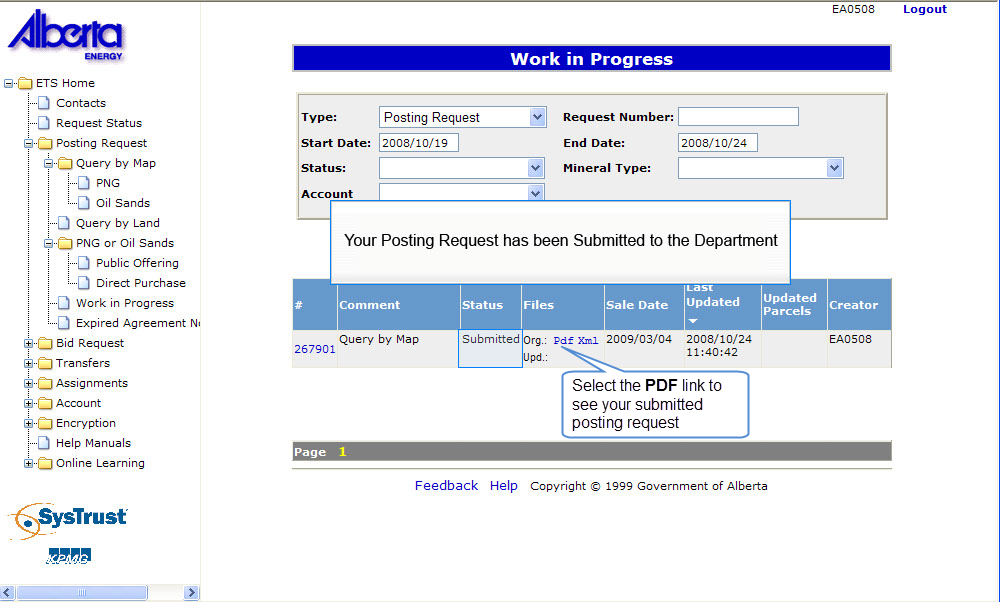 EA0508 Logout
Alberta
ENERGY
ETS Home
Contacts
Request Status
Posting Request
Query by Map
PNG
Oil Sands
Query by Land
PNG or Oil Sands
Public Offering
Direct Purchase
Work in Progress
Expired Agreement No
Bid Request
Transfers
Assignments
Account
Encryption
Help Manuals
Online Learning
SysTrust
KPMG
Work in Progress
Type: Posting Request Request Number:
Start Date: 2008/10/19 End Date: 2008/10/24
Status: Mineral Type:
Account
Your Posting Request has been Submitted to the Department
# Comment Status Files Sale Date Last Updated Updated Parcels Creator
267901 Query by Map Submitted Org.: Pdf Xml 2009/03/04 2008/10/24 EA0508
Upd.: 11:40:42
Select the PDF link to
see your submitted
posting request
Page 1
Feedback Help Copyright © 1999 Government of Alberta